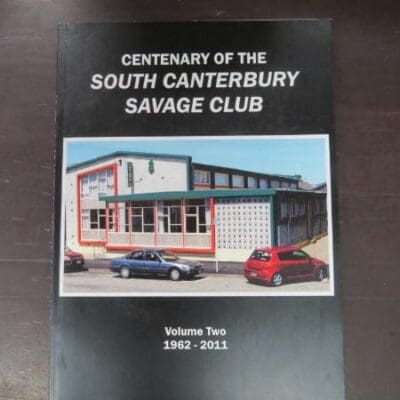 CENTENARY OF THE
SOUTH CANTERBURY
SAVAGE CLUB
Volume Two
1962 - 2011